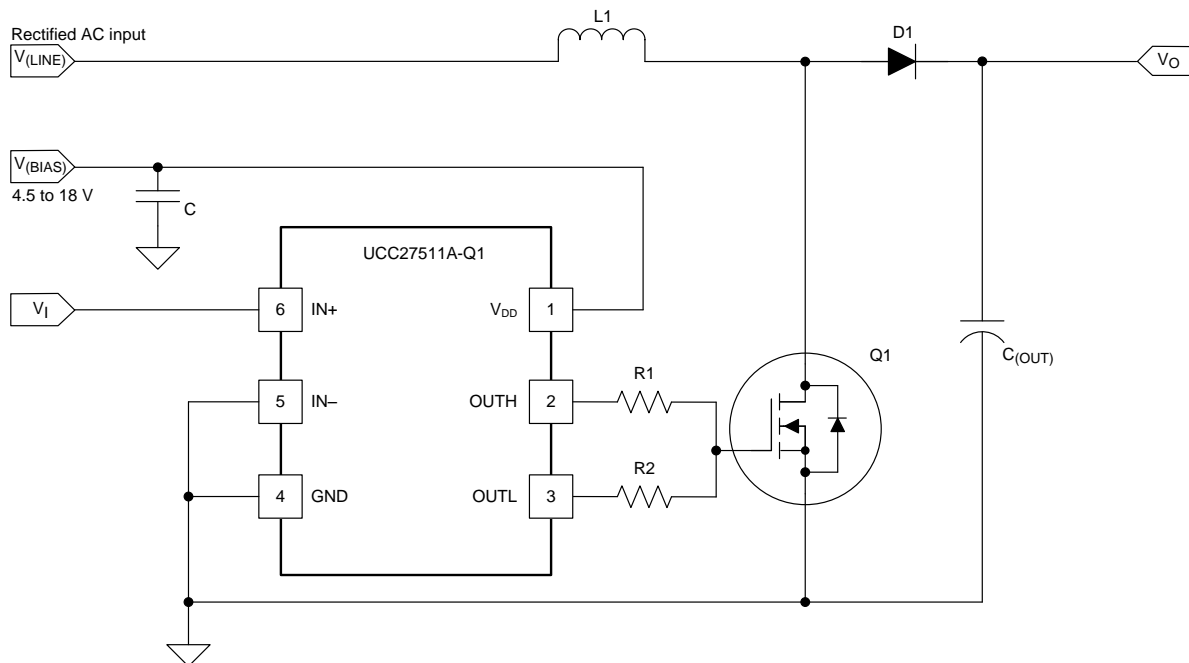 L1
D1
Rectified AC input
V(LINE)
VO
V(BIAS)
4.5 to 18 V
C
UCC27511A-Q1
VI
6 IN+
VDD 1
Q1
C(OUT)
R1
5 IN–
OUTH 2
R2
4 GND
OUTL 3